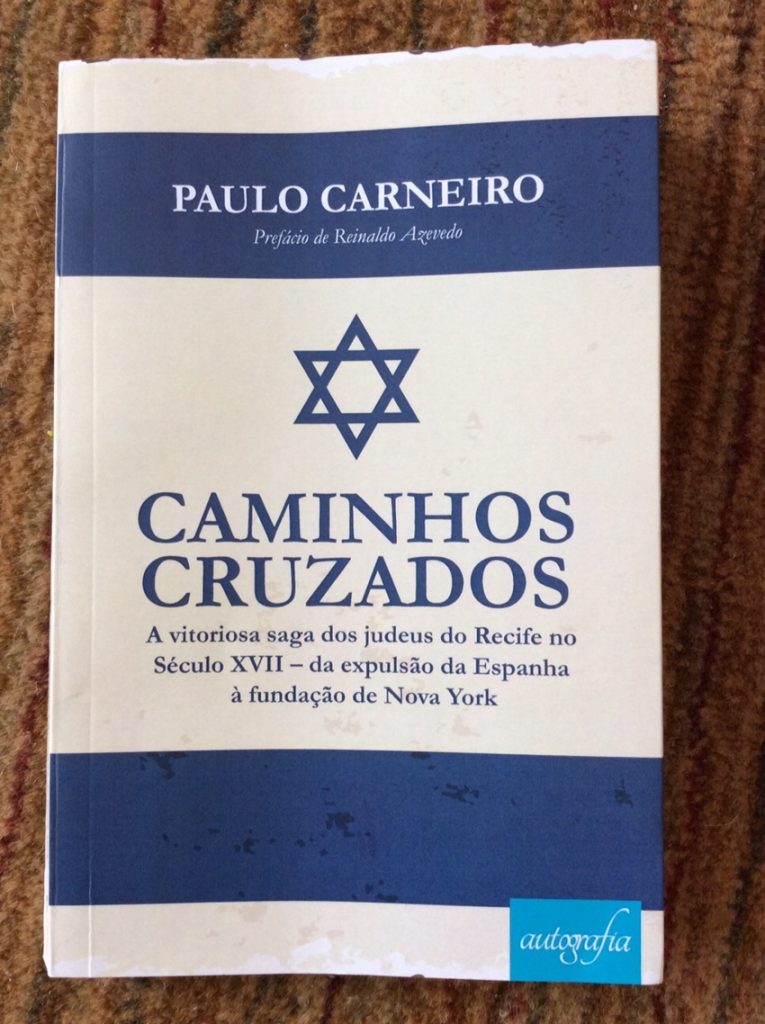 PAULO CARNEIRO
Prefácio de Reinaldo Azevedo
CAMINHOS
CRUZADOS
A vitoriosa saga dos judeus do Recife no
Século XVII – da expulsão da Espanha
à fundação de Nova York
autografia